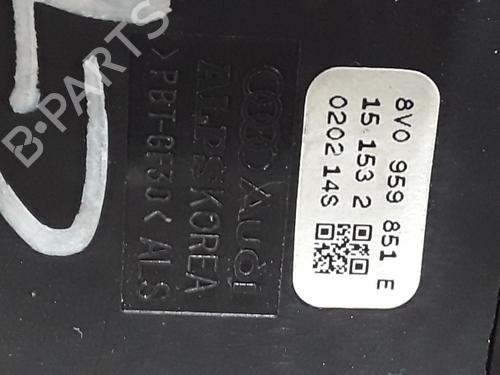 8V0 959 851 E
15 153 2
0202 14S
Audi
ALPSKOREA
>PBT-GF30< ALS
B-PARTS